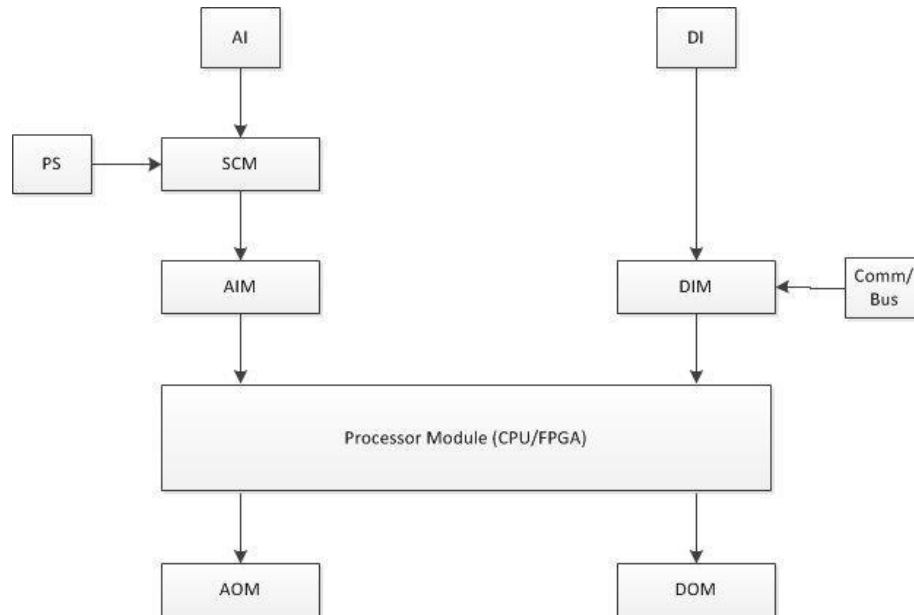 AI
DI
PS
SCM
AIM
DIM
Comm/
Bus
Processor Module (CPU/FPGA)
AOM
DOM